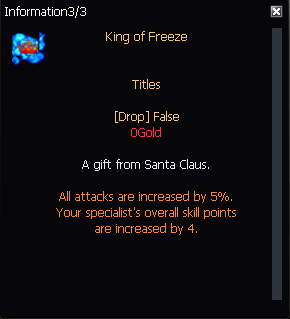 Information3/3
King of Freeze
Titles
[Drop] False
0Gold
A gift from Santa Claus.
All attacks are increased by 5%.
Your specialist's overall skill points
are increased by 4.